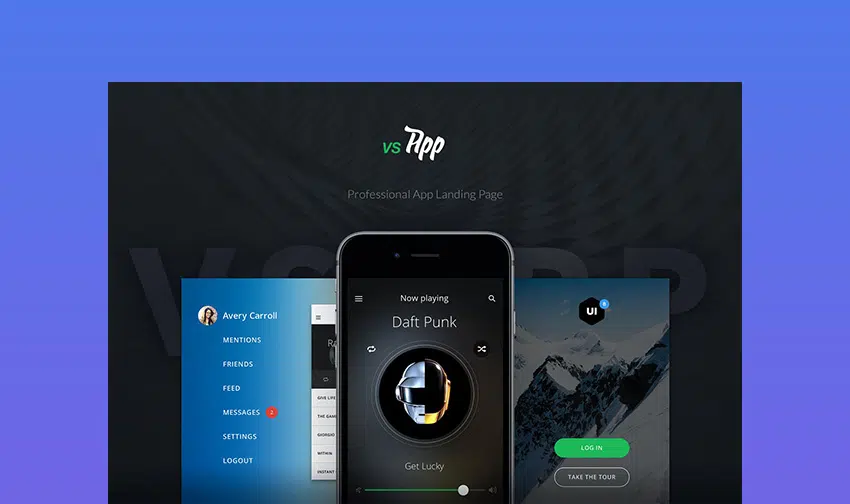 vs App
Professional App Landing Page
VSAPP
Avery Carroll
MENTIONS
FRIENDS
FEED
MESSAGES 2
SETTINGS
LOGOUT
GIVE LIFE
THE GAM
GIORGIO
WITHIN
INSTANT
Now playing
Daft Punk
Get Lucky
UI
8
LOG IN
TAKE THE TOUR